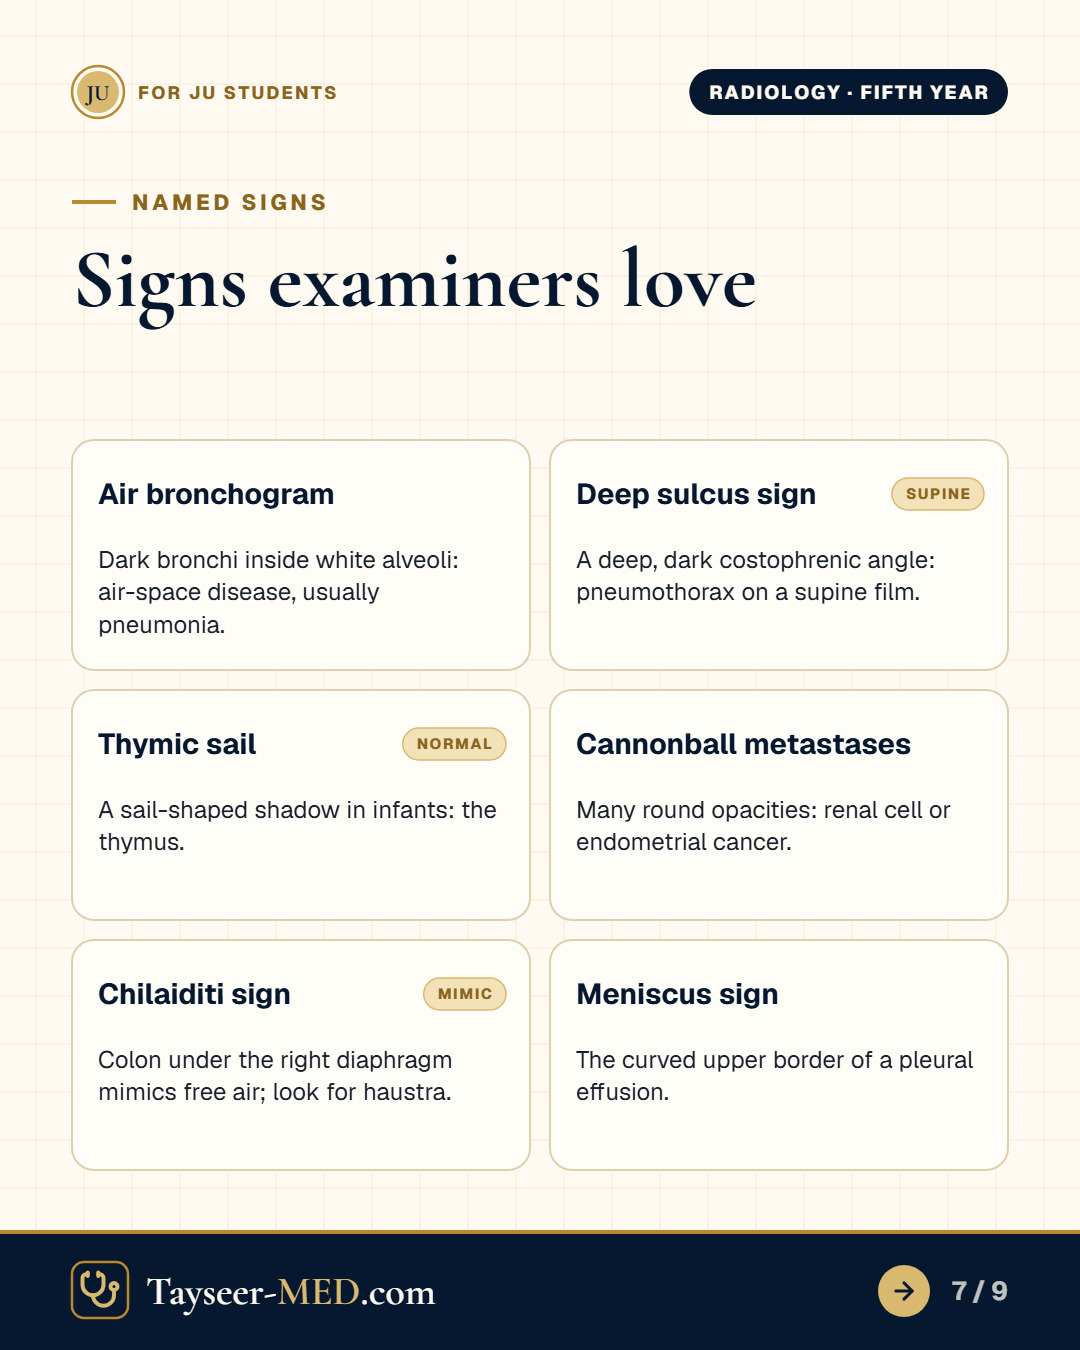 JU
FOR JU STUDENTS
RADIOLOGY · FIFTH YEAR
NAMED SIGNS
Signs examiners love
Air bronchogram
Dark bronchi inside white alveoli:
air-space disease, usually
pneumonia.
Deep sulcus sign
SUPINE
A deep, dark costophrenic angle:
pneumothorax on a supine film.
Thymic sail
NORMAL
A sail-shaped shadow in infants: the
thymus.
Cannonball metastases
Many round opacities: renal cell or
endometrial cancer.
Chilaiditi sign
MIMIC
Colon under the right diaphragm
mimics free air; look for haustra.
Meniscus sign
The curved upper border of a pleural
effusion.
Tayseer-MED.com
7 / 9